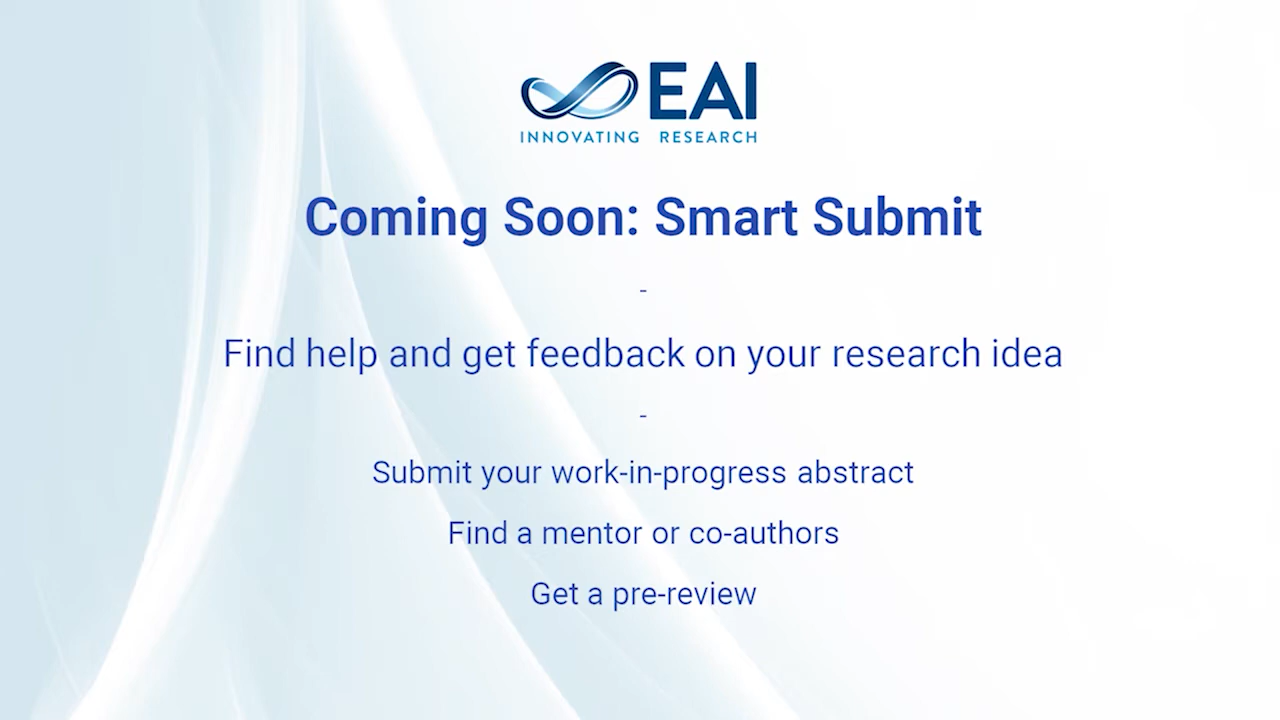 EAI
INNOVATING RESEARCH
Coming Soon: Smart Submit
-
Find help and get feedback on your research idea
-
Submit your work-in-progress abstract
Find a mentor or co-authors
Get a pre-review